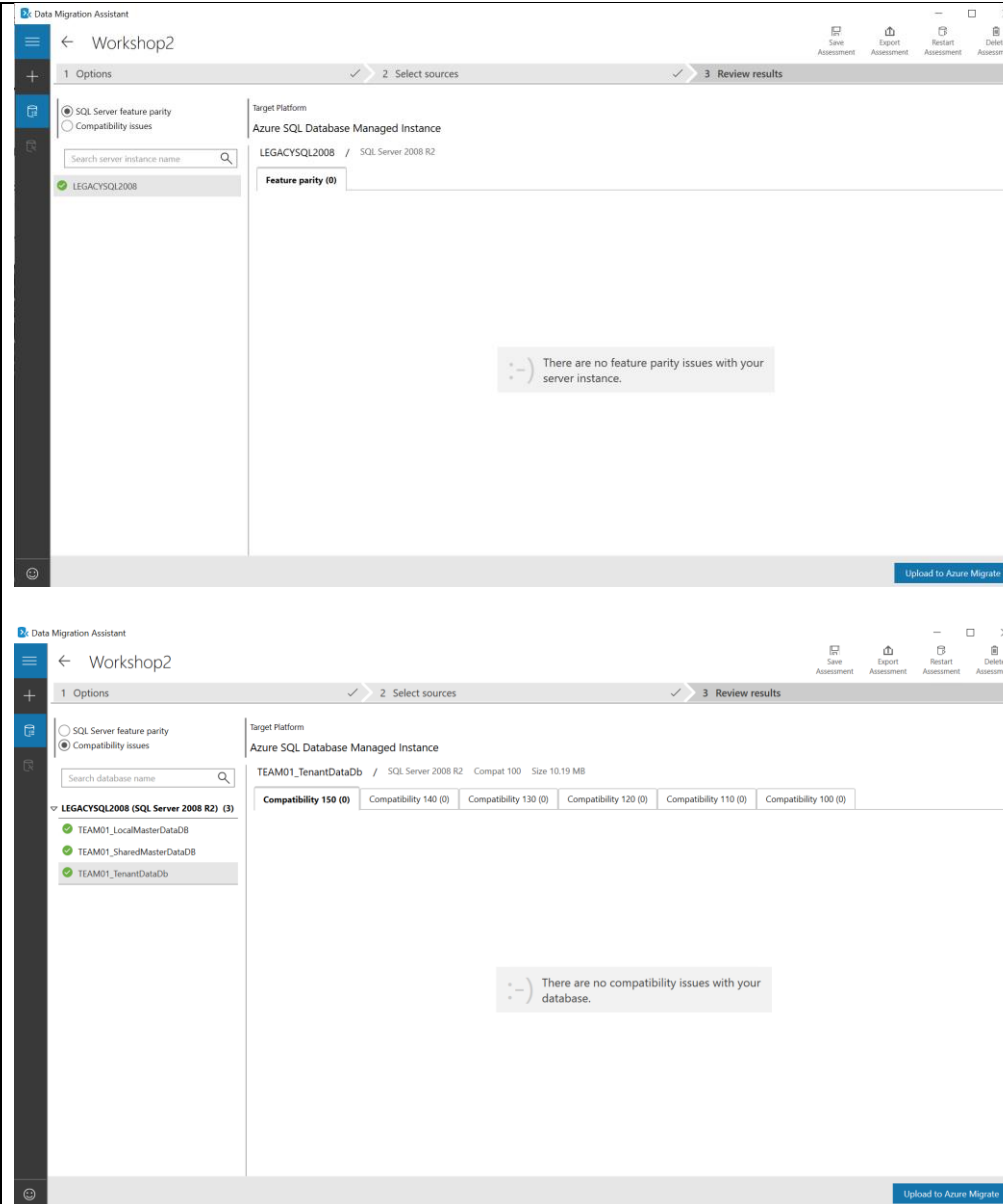 Data Migration Assistant
Workshop2
Save Assessment
Export Assessment
Restart Assessment
1 Options
2 Select sources
3 Review results
SQL Server feature parity
Compatibility issues
Search server instance name
LEGACYSQL2008
Target Platform
Azure SQL Database Managed Instance
LEGACYSQL2008 / SQL Server 2008 R2
Feature parity (0)
:-)
There are no feature parity issues with your
server instance.
Upload to Azure Migrate
Data Migration Assistant
Workshop2
Save Assessment
Export Assessment
Restart Assessment
1 Options
2 Select sources
3 Review results
SQL Server feature parity
Compatibility issues
Search database name
LEGACYSQL2008 (SQL Server 2008 R2) (3)
TEAM01_LocalMasterDataDB
TEAM01_SharedMasterDataDB
TEAM01_TenantDataDb
Target Platform
Azure SQL Database Managed Instance
TEAM01_TenantDataDb / SQL Server 2008 R2 Compat 100 Size 10.19 MB
Compatibility 150 (0) Compatibility 140 (0) Compatibility 130 (0) Compatibility 120 (0) Compatibility 110 (0) Compatibility 100 (0)
:-)
There are no compatibility issues with your
database.
Upload to Azure Migrate